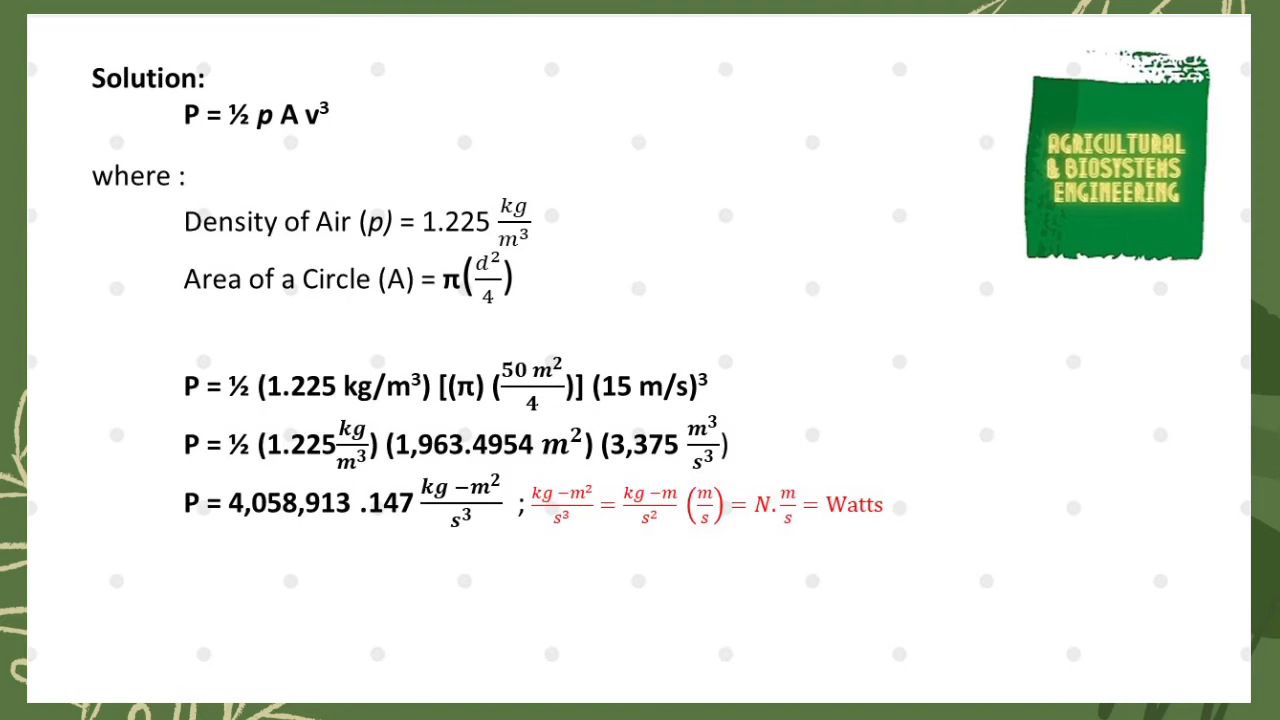 Solution:
P = ½ p A v³
where :
Density of Air (p) = 1.225 kg/m³
Area of a Circle (A) = π(d²/4)
P = ½ (1.225 kg/m³) [(π) (50 m²/4)] (15 m/s)³
P = ½ (1.225 kg/m³) (1,963.4954 m²) (3,375 m³/s³)
P = 4,058,913 .147 kg −m²/s³ ; kg −m²/s³ = kg −m/s² (m/s) = N. m/s = Watts
AGRICULTURAL
& BIOSYSTEMS
ENGINEERING